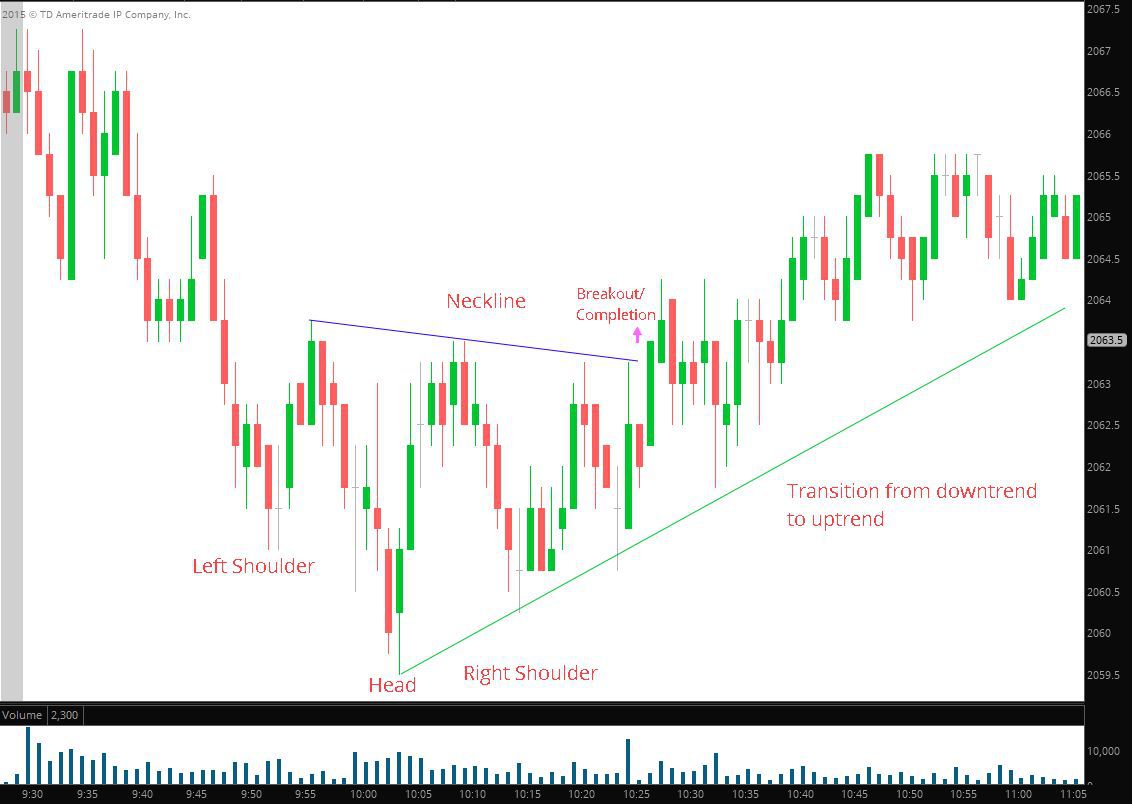 2015 © TD Ameritrade IP Company, Inc.
2067.5
2067
2066.5
2066
2065.5
2065
2064.5
2064
2063.5
2063
2062.5
2062
2061.5
2061
2060.5
2060
2059.5
Neckline
Breakout/
Completion
Transition from downtrend
to uptrend
Left Shoulder
Right Shoulder
Head
Volume 2,300
10,000
0
9:30 9:35 9:40 9:45 9:50 9:55 10:00 10:05 10:10 10:15 10:20 10:25 10:30 10:35 10:40 10:45 10:50 10:55 11:00 11:05